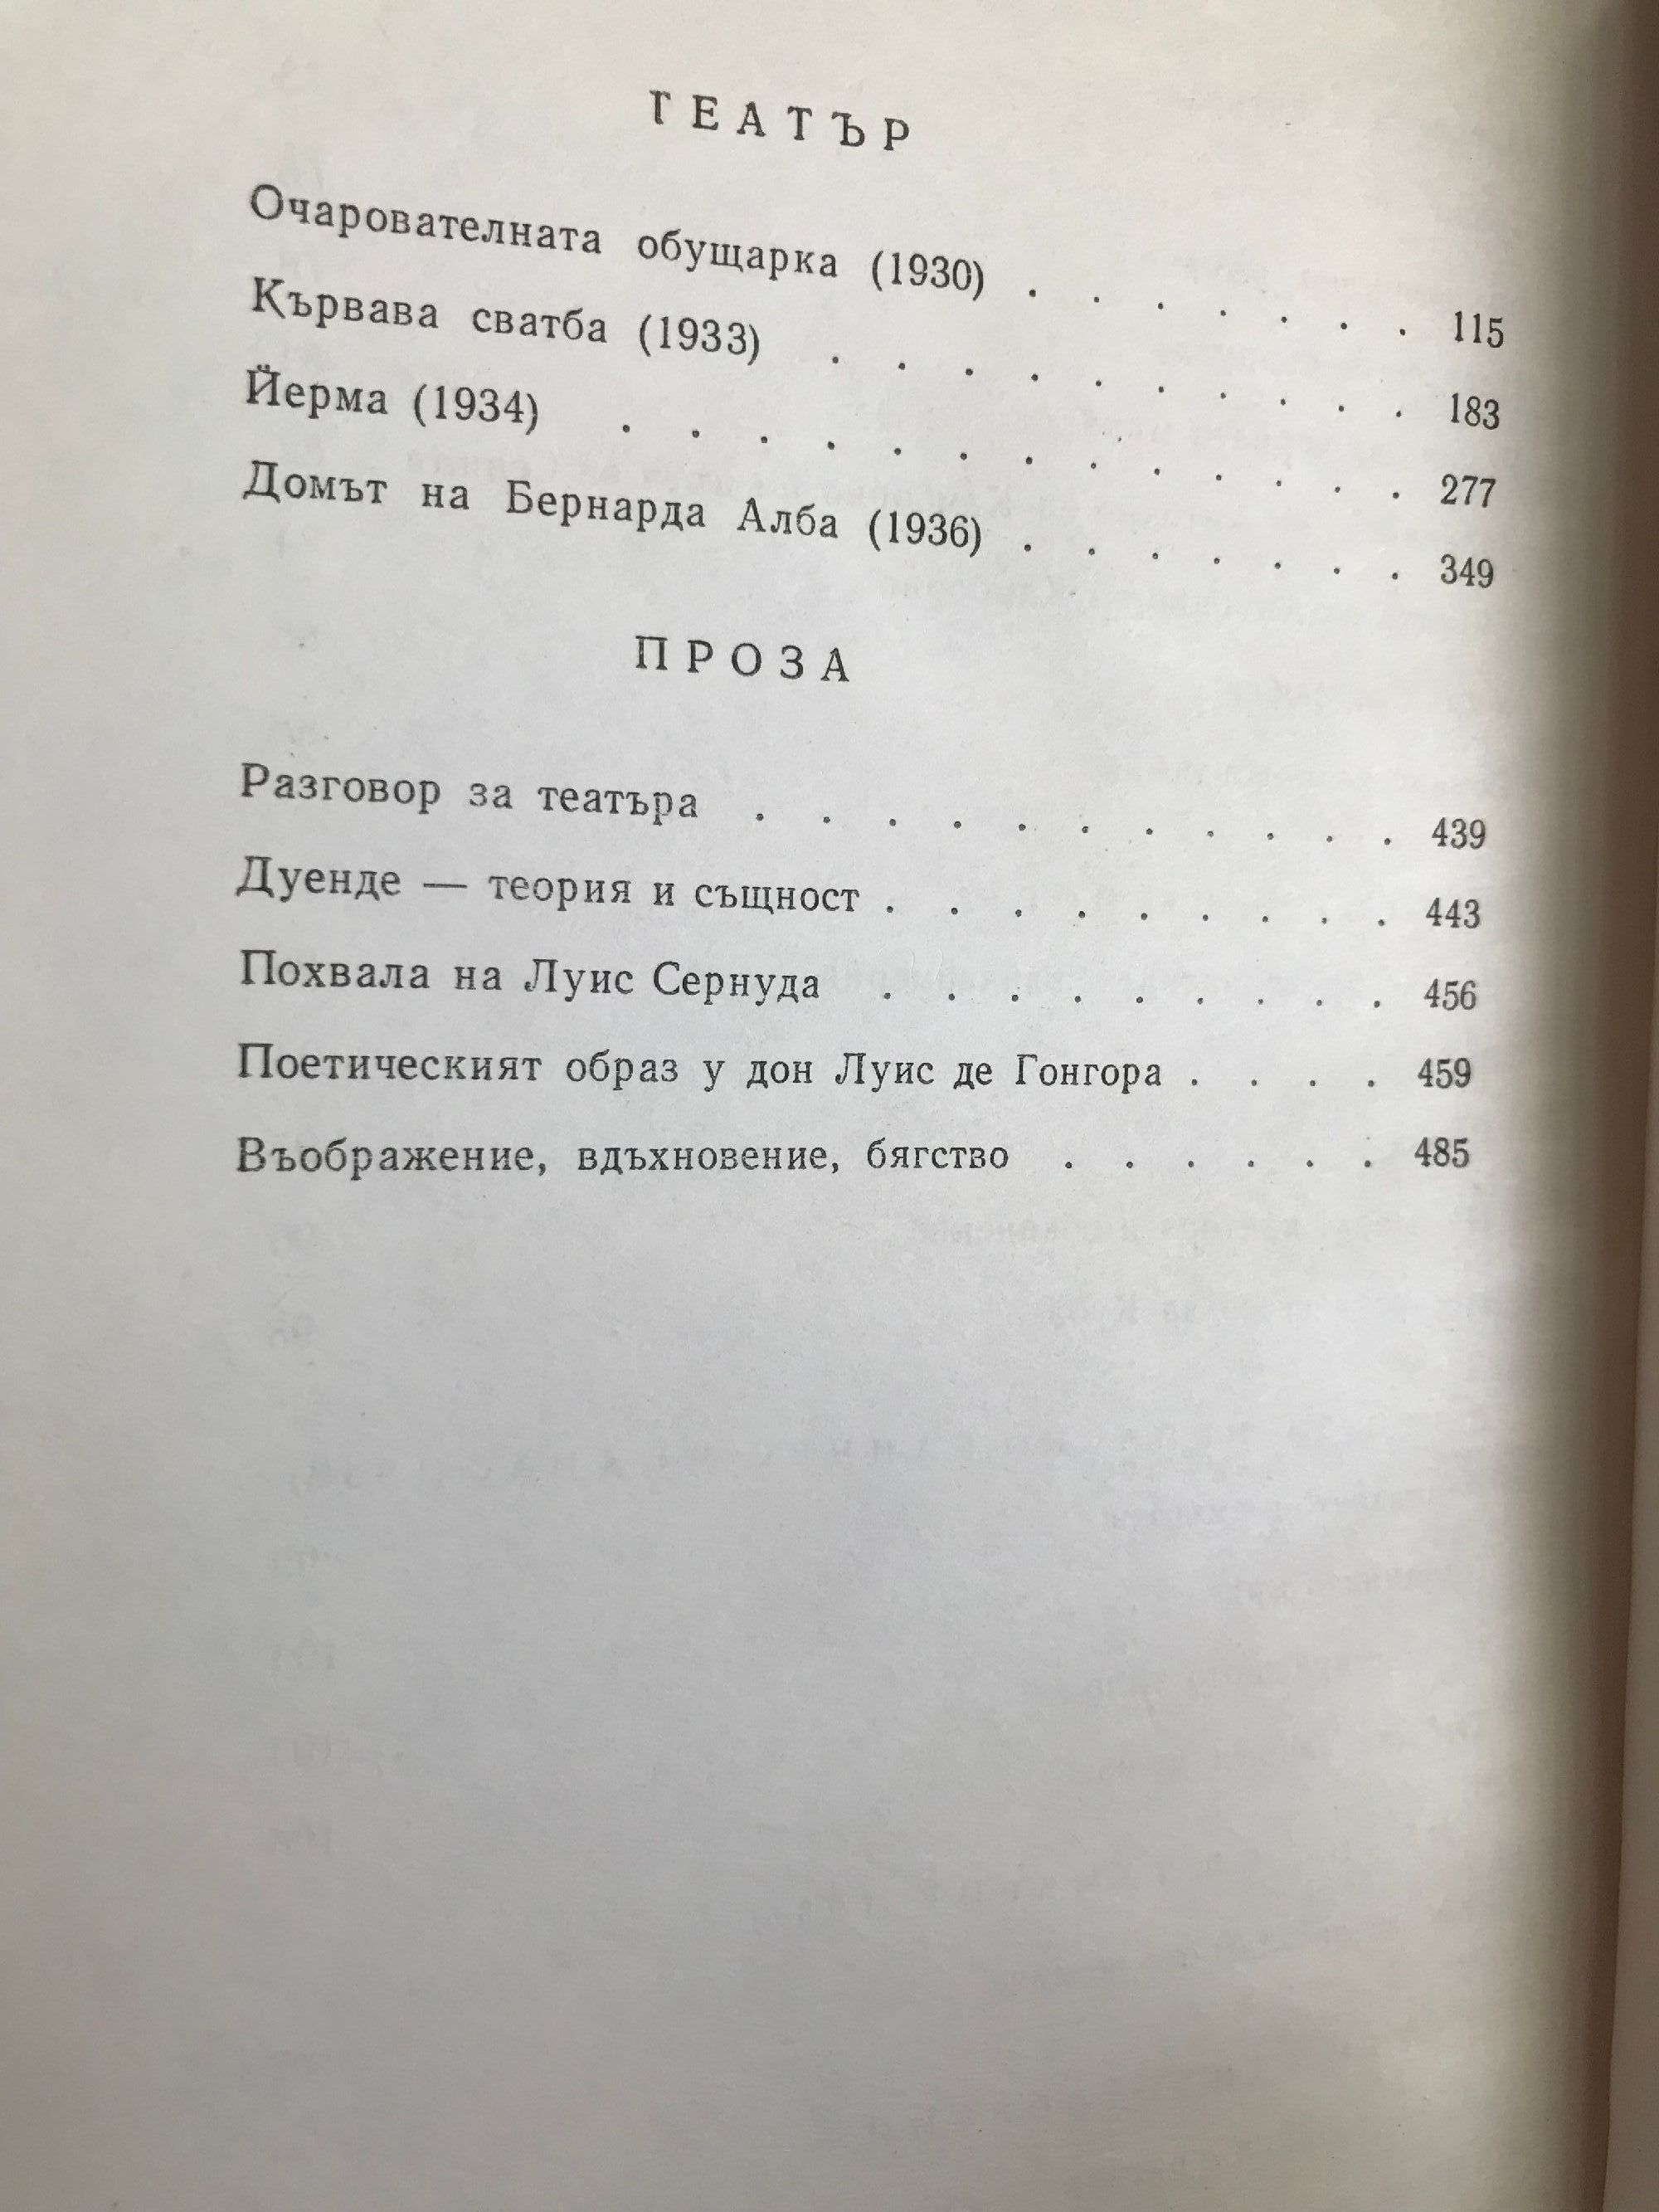 ТЕАТЪР
Очарователната обущарка (1930) . . . . . . . 115
Кървава сватба (1933) . . . . . . . . . . 183
Йерма (1934) . . . . . . . . . . . . . 277
Домът на Бернарда Алба (1936) . . . . . . . 349
ПРОЗА
Разговор за театъра . . . . . . . . . . . 439
Дуенде — теория и същност . . . . . . . . . 443
Похвала на Луис Сернуда . . . . . . . . . 456
Поетическият образ у дон Луис де Гонгора . . . . 459
Въображение, вдъхновение, бягство . . . . . . 485